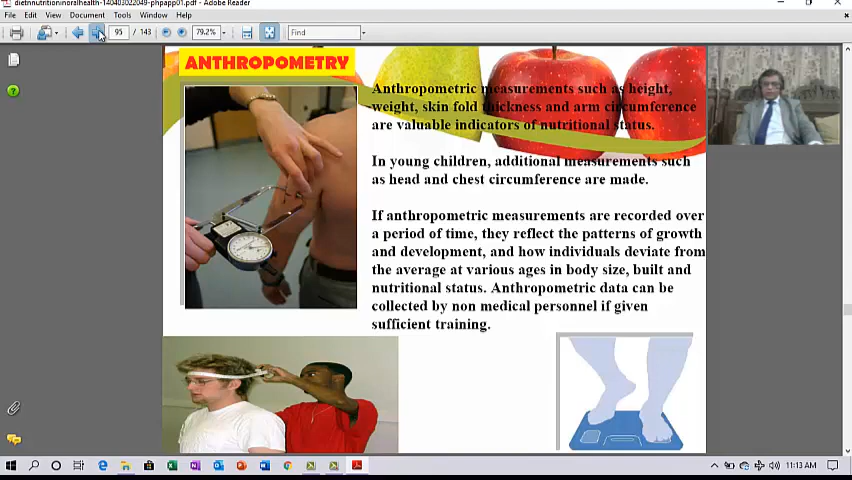 dietnnutritioninoralhealth-140403022049-phpapp01.pdf - Adobe Reader
File Edit View Document Tools Window Help
95 / 143 79.2% Find
ANTHROPOMETRY
Anthropometric measurements such as height,
weight, skin fold thickness and arm circumference
are valuable indicators of nutritional status.
In young children, additional measurements such
as head and chest circumference are made.
If anthropometric measurements are recorded over
a period of time, they reflect the patterns of growth
and development, and how individuals deviate from
the average at various ages in body size, built and
nutritional status. Anthropometric data can be
collected by non medical personnel if given
sufficient training.
11:13 AM